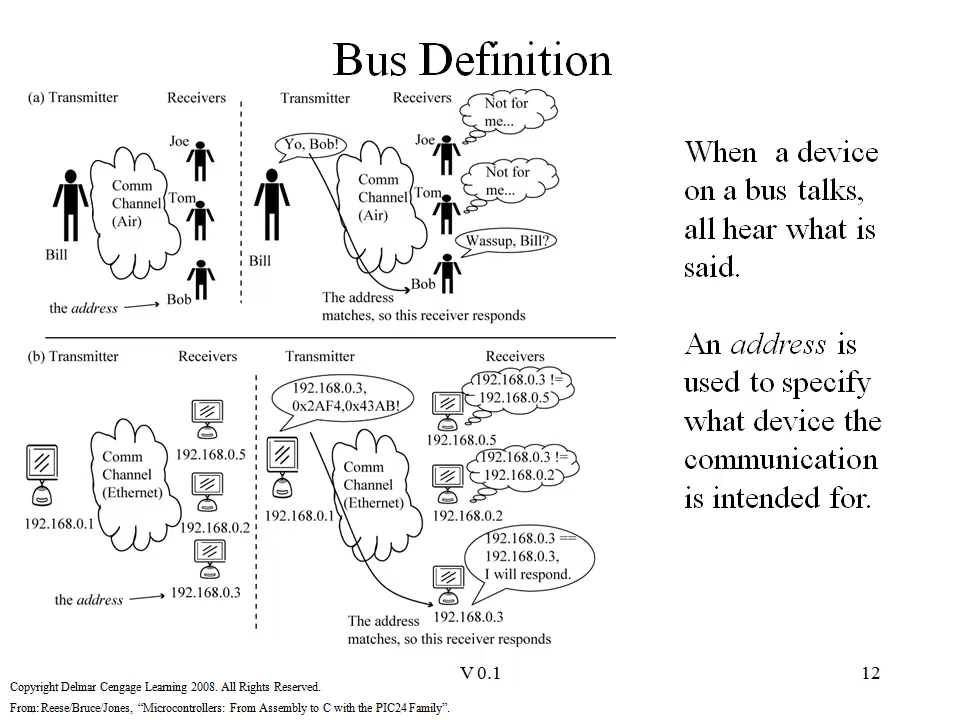 Bus Definition
(a) Transmitter
Receivers
Joe
Comm
Channel
(Air)
Tom
Bill
Bob
the address
Transmitter
Receivers
Yo, Bob!
Not for
me...
Joe
Comm
Channel
(Air)
Not for
me...
Tom
Wassup, Bill?
Bill
Bob
The address
matches, so this receiver responds
(b) Transmitter
Receivers
Comm
Channel
(Ethernet)
192.168.0.5
192.168.0.1
192.168.0.2
the address
192.168.0.3
Transmitter
Receivers
192.168.0.3,
0x2AF4,0x43AB!
192.168.0.3 !=
192.168.0.5
192.168.0.5
Comm
Channel
(Ethernet)
192.168.0.3 !=
192.168.0.2
192.168.0.1
192.168.0.2
192.168.0.3 ==
192.168.0.3,
I will respond.
192.168.0.3
The address
matches, so this receiver responds
When a device
on a bus talks,
all hear what is
said.
An address is
used to specify
what device the
communication
is intended for.
V 0.1
12
Copyright Delmar Cengage Learning 2008. All Rights Reserved.
From: Reese/Bruce/Jones, “Microcontrollers: From Assembly to C with the PIC24 Family”.